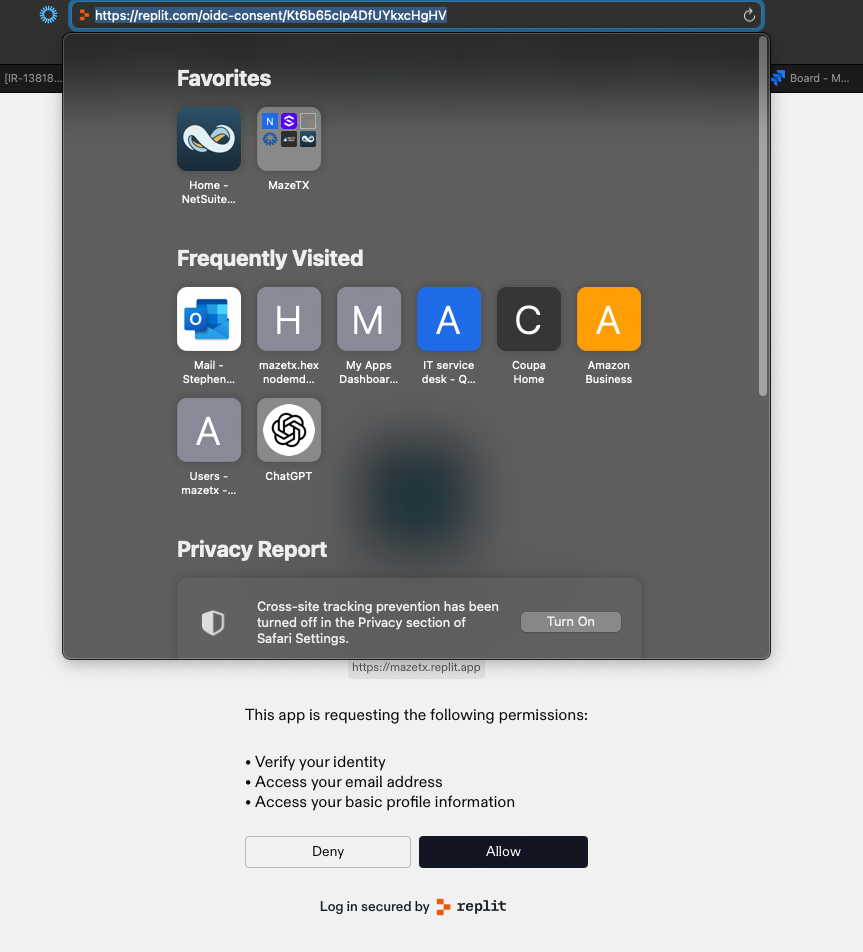 https://replit.com/oidc-consent/Kt6b65clp4DfUYkxcHgHV
[IR-13818...
Board - M...
Favorites
N
Home -
NetSuite...
MazeTX
Frequently Visited
O
H
M
A
C
A
Mail -
Stephen...
mazetx.hex
nodemd...
My Apps
Dashboar...
IT service
desk - Q...
Coupa
Home
Amazon
Business
A
Users -
mazetx -...
ChatGPT
Privacy Report
Cross-site tracking prevention has been
turned off in the Privacy section of
Safari Settings.
Turn On
https://mazetx.replit.app
This app is requesting the following permissions:
• Verify your identity
• Access your email address
• Access your basic profile information
Deny
Allow
Log in secured by replit